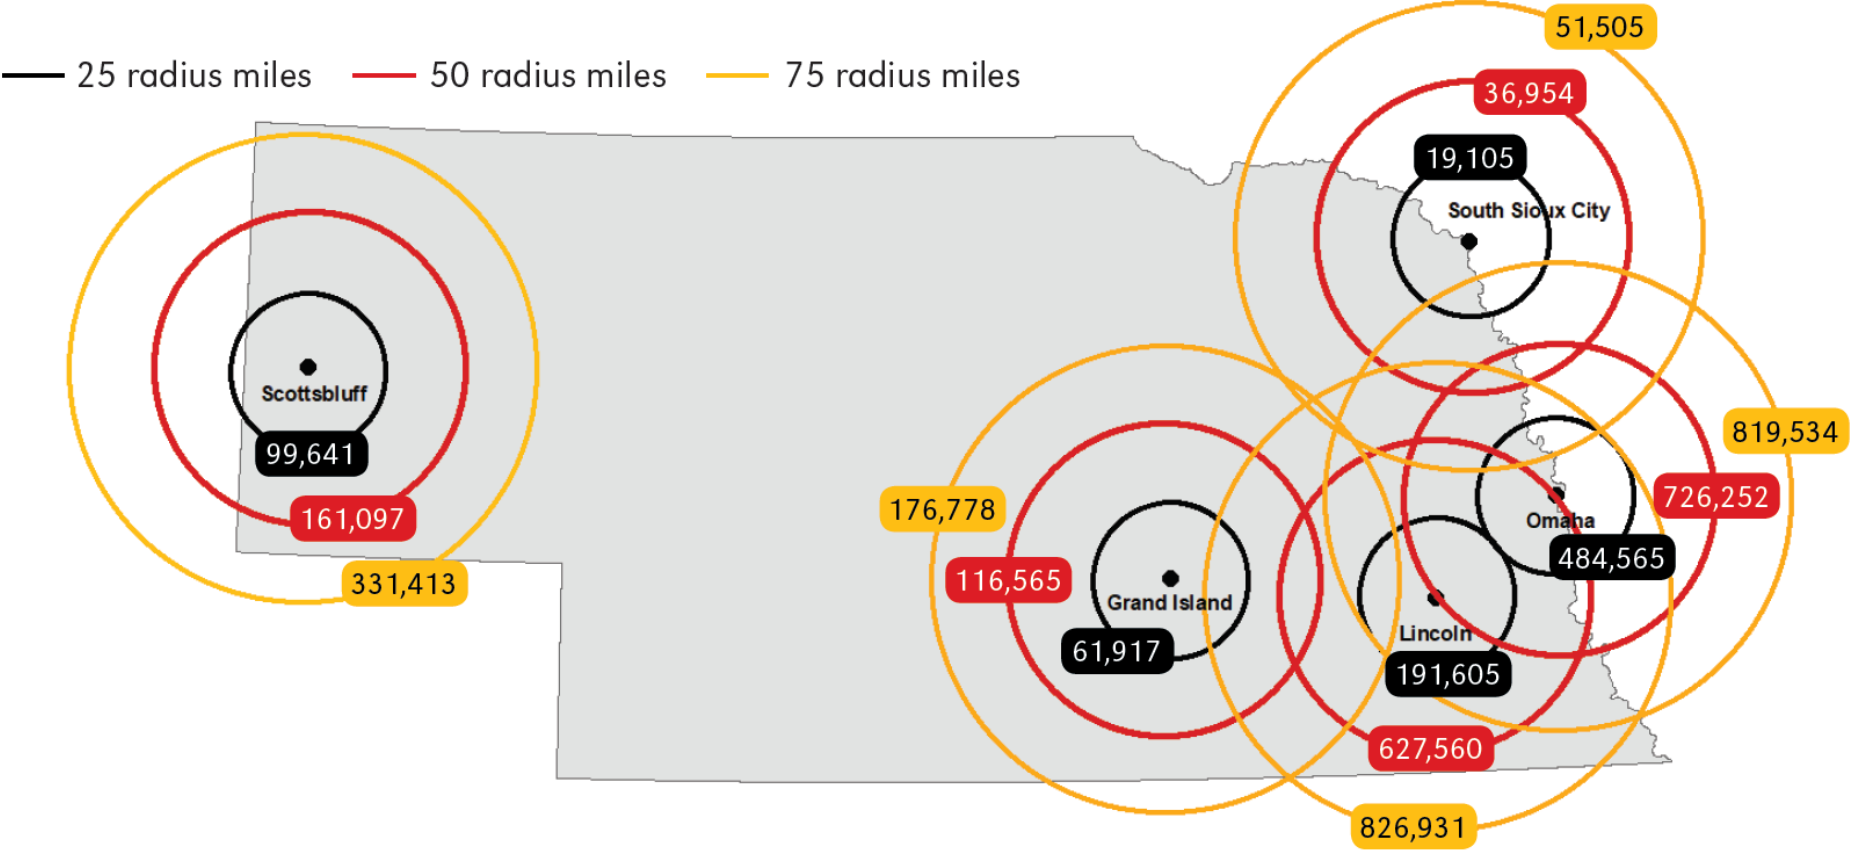 51,505
25 radius miles
50 radius miles
75 radius miles
36,954
19,105
South Sioux City
Scottsbluff
99,641
161,097
331,413
819,534
726,252
Omaha
484,565
176,778
116,565
Grand Island
61,917
Lincoln
191,605
627,560
826,931